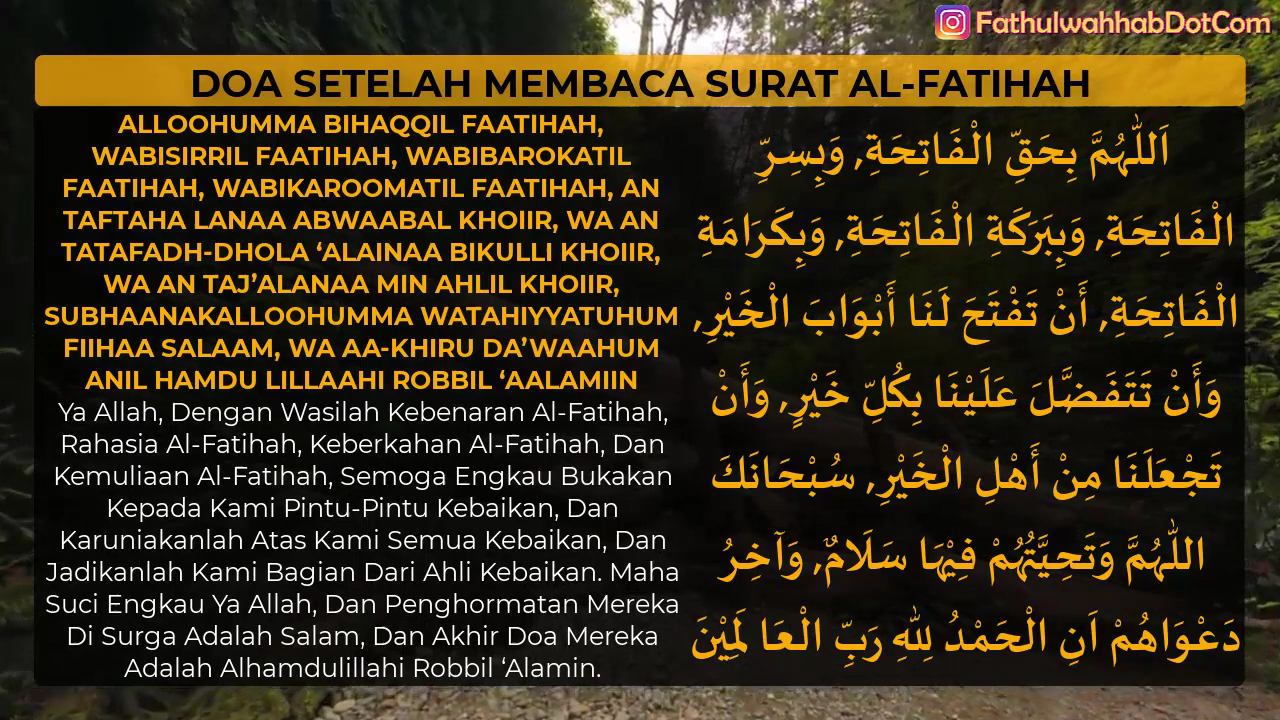 FathulwahhabDotCom
DOA SETELAH MEMBACA SURAT AL-FATIHAH
ALLOOHUMMA BIHAQQIL FAATIHAH,
WABISIRRIL FAATIHAH, WABIBAROKATIL
FAATIHAH, WABIKAROOMATIL FAATIHAH, AN
TAFTAHA LANAA ABWAABAL KHOIIR, WA AN
TATAFADH-DHOLA ‘ALAINAA BIKULLI KHOIIR,
WA AN TAJ’ALANAA MIN AHLIL KHOIIR,
SUBHAANAKALLOOHUMMA WATAHIYYATUHUM
FIIHAA SALAAM, WA AA-KHIRU DA’WAAHUM
ANIL HAMDU LILLAAHI ROBBIL ‘AALAMIIN
Ya Allah, Dengan Wasilah Kebenaran Al-Fatihah,
Rahasia Al-Fatihah, Keberkahan Al-Fatihah, Dan
Kemuliaan Al-Fatihah, Semoga Engkau Bukakan
Kepada Kami Pintu-Pintu Kebaikan, Dan
Karuniakanlah Atas Kami Semua Kebaikan, Dan
Jadikanlah Kami Bagian Dari Ahli Kebaikan. Maha
Suci Engkau Ya Allah, Dan Penghormatan Mereka
Di Surga Adalah Salam, Dan Akhir Doa Mereka
Adalah Alhamdulillahi Robbil ‘Alamin.
اَللّٰهُمَّ بِحَقِّ الْفَاتِحَةِ, وَبِسِرِّ
الْفَاتِحَةِ, وَبِبَرَكَةِ الْفَاتِحَةِ, وَبِكَرَامَةِ
الْفَاتِحَةِ, أَنْ تَفْتَحَ لَنَا أَبْوَابَ الْخَيْرِ,
وَأَنْ تَتَفَضَّلَ عَلَيْنَا بِكُلِّ خَيْرٍ, وَأَنْ
تَجْعَلَنَا مِنْ أَهْلِ الْخَيْرِ, سُبْحَانَكَ
اللّٰهُمَّ وَتَحِيَّتُهُمْ فِيْهَا سَلَامٌ, وَآخِرُ
دَعْوَاهُمْ اَنِ الْحَمْدُ لِلّٰهِ رَبِّ الْعَا لَمِيْنَ